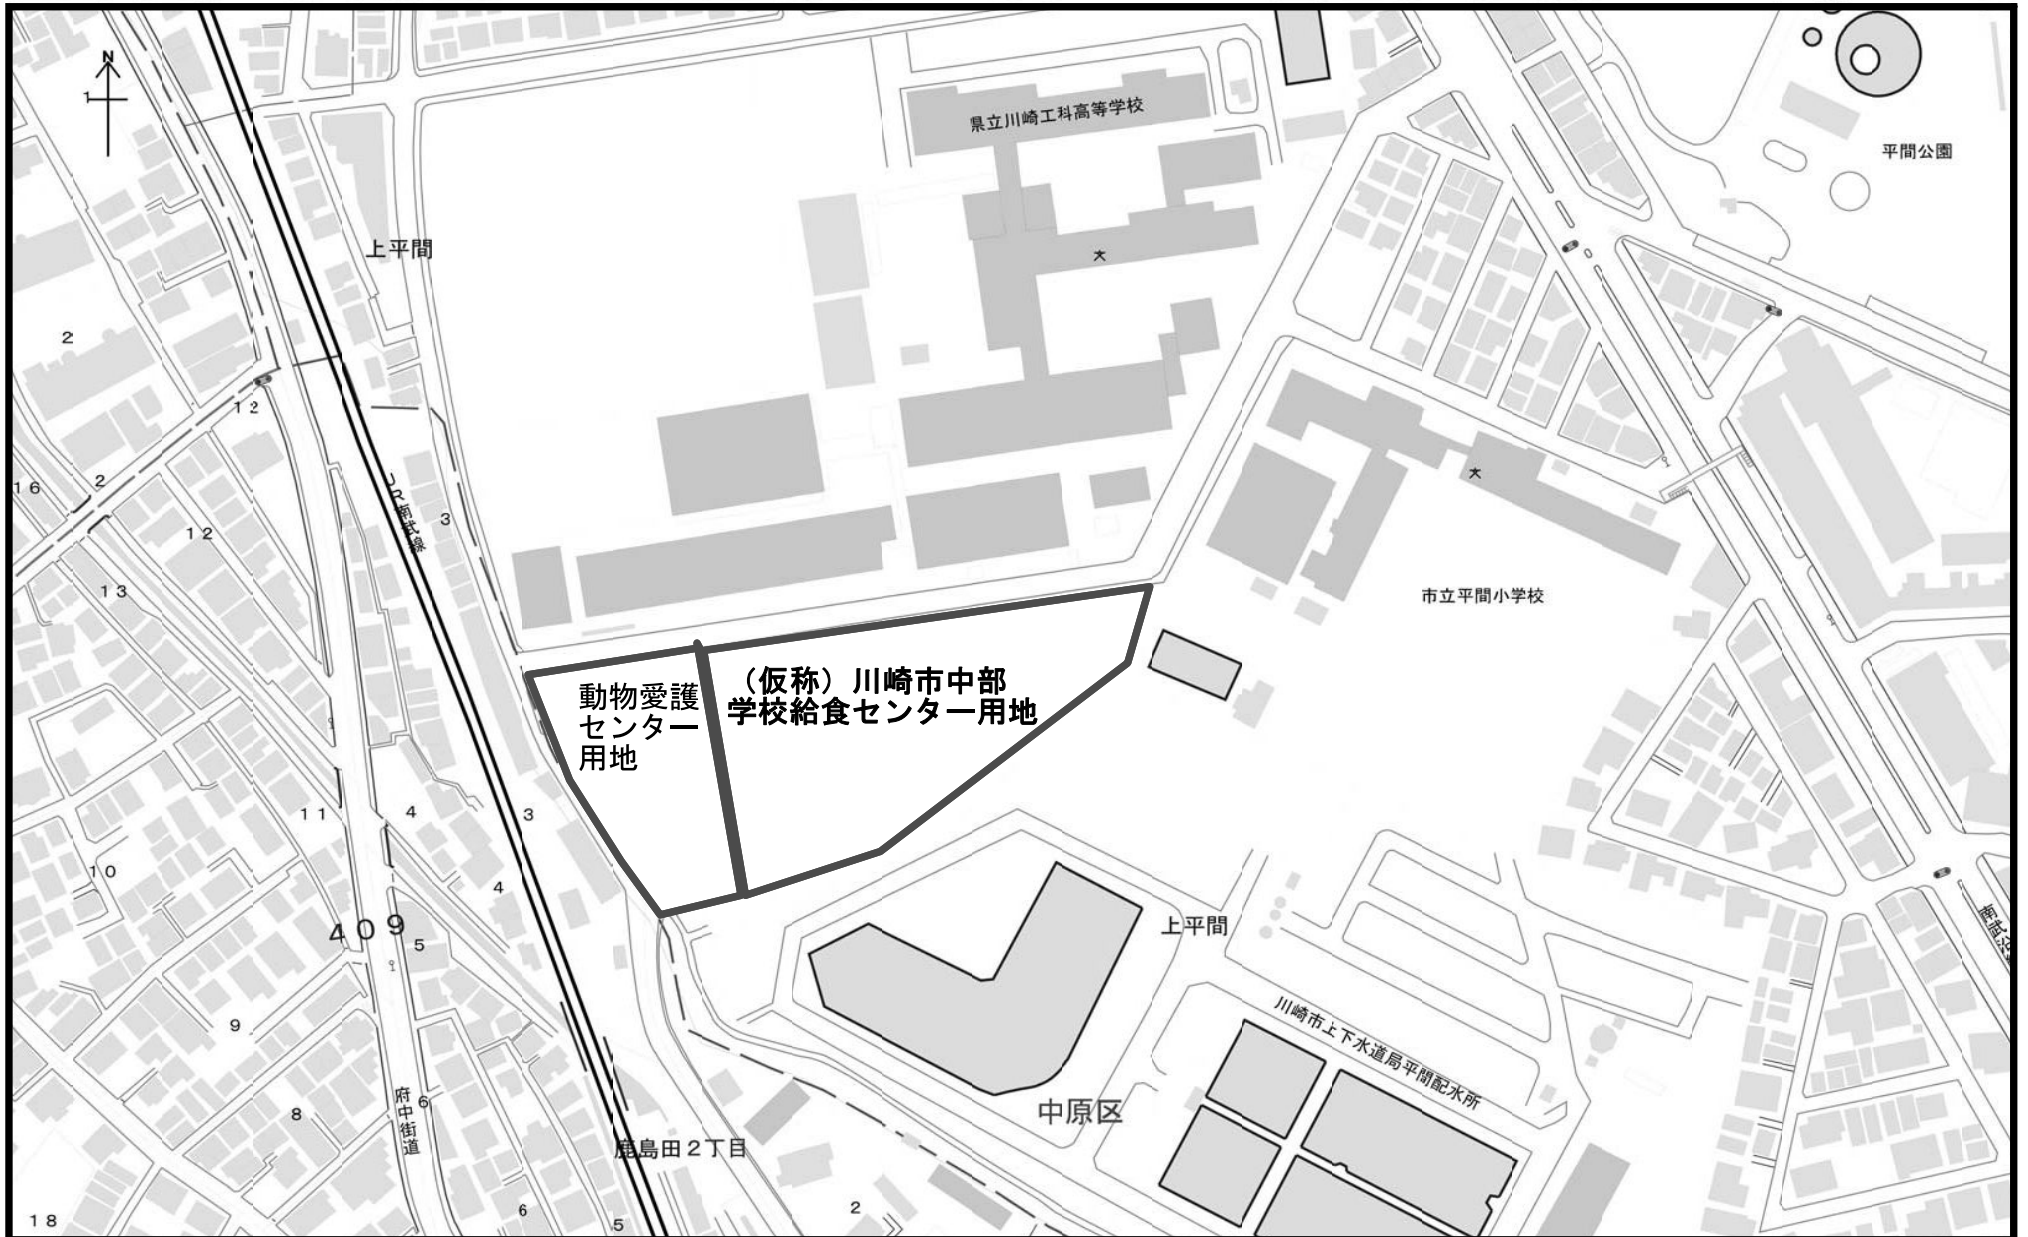 N
1
県立川崎工科高等学校
平間公園
上平間
大
2
12
2
16
JR南武線
3
12
大
13
市立平間小学校
動物愛護
センター
用地
（仮称）川崎市中部
学校給食センター用地
11
4
3
10
4
409
5
上平間
9
川崎市上下水道局平間配水所
8
府中街道
6
中原区
鹿島田2丁目
18
6
5
2